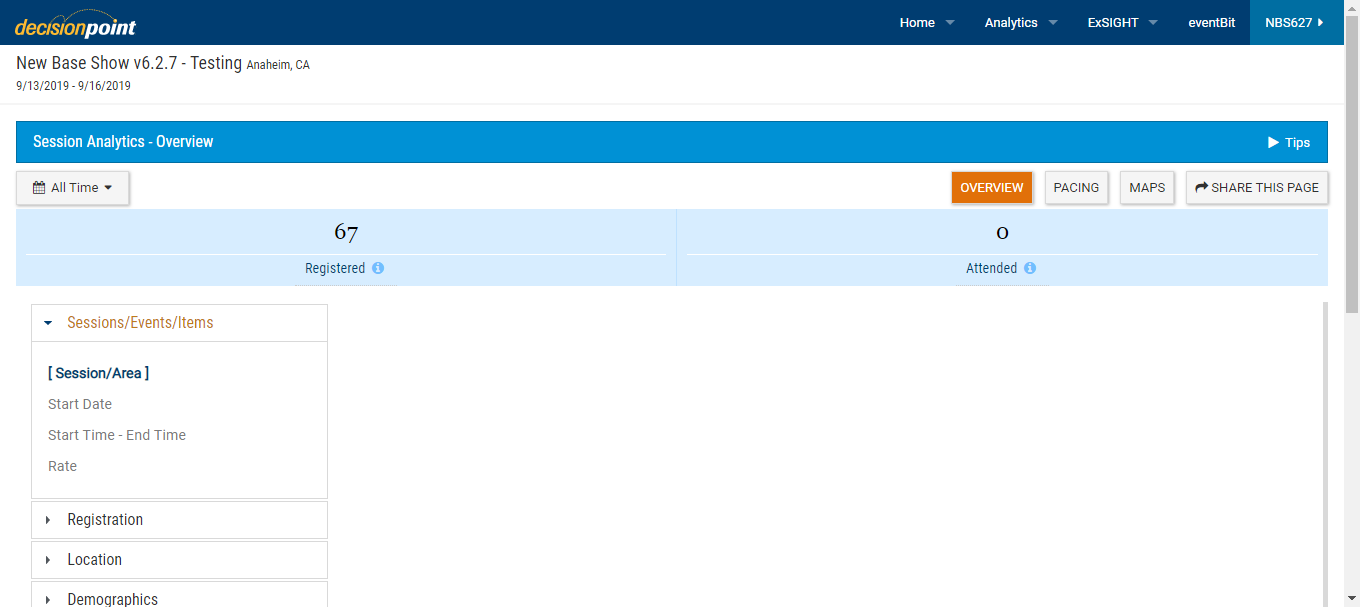 decisionpoint
Home Analytics ExSIGHT eventBit NBS627
New Base Show v6.2.7 - Testing Anaheim, CA
9/13/2019 - 9/16/2019
Session Analytics - Overview Tips
All Time OVERVIEW PACING MAPS SHARE THIS PAGE
67 0
Registered Attended
Sessions/Events/Items
[ Session/Area ]
Start Date
Start Time - End Time
Rate
Registration
Location
Demographics